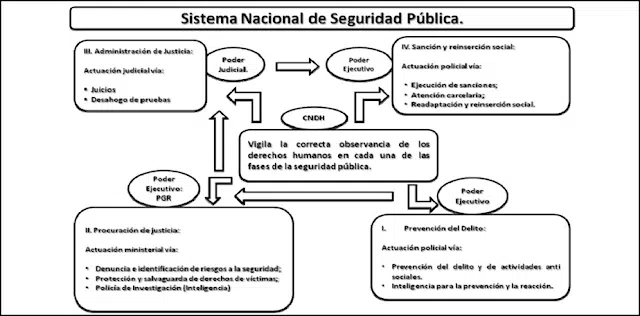 Sistema Nacional de Seguridad Pública.
III. Administración de Justicia:
Actuación judicial vía:
• Juicios
• Desahogo de pruebas
Poder
Judicial.
Poder
Ejecutivo
IV. Sanción y reinserción social:
Actuación policial vía:
• Ejecución de sanciones;
• Atención carcelaria;
• Readaptación y reinserción social.
CNDH
Vigila la correcta observancia de los
derechos humanos en cada una de las
fases de la seguridad pública.
Poder
Ejecutivo:
PGR
Poder
Ejecutivo
II. Procuración de justicia:
Actuación ministerial vía:
• Denuncia e identificación de riesgos a la seguridad;
• Protección y salvaguarda de derechos de víctimas;
• Policía de Investigación (Inteligencia)
I. Prevención del Delito:
Actuación policial vía:
• Prevención del delito y de actividades anti
sociales.
• Inteligencia para la prevención y la reacción.